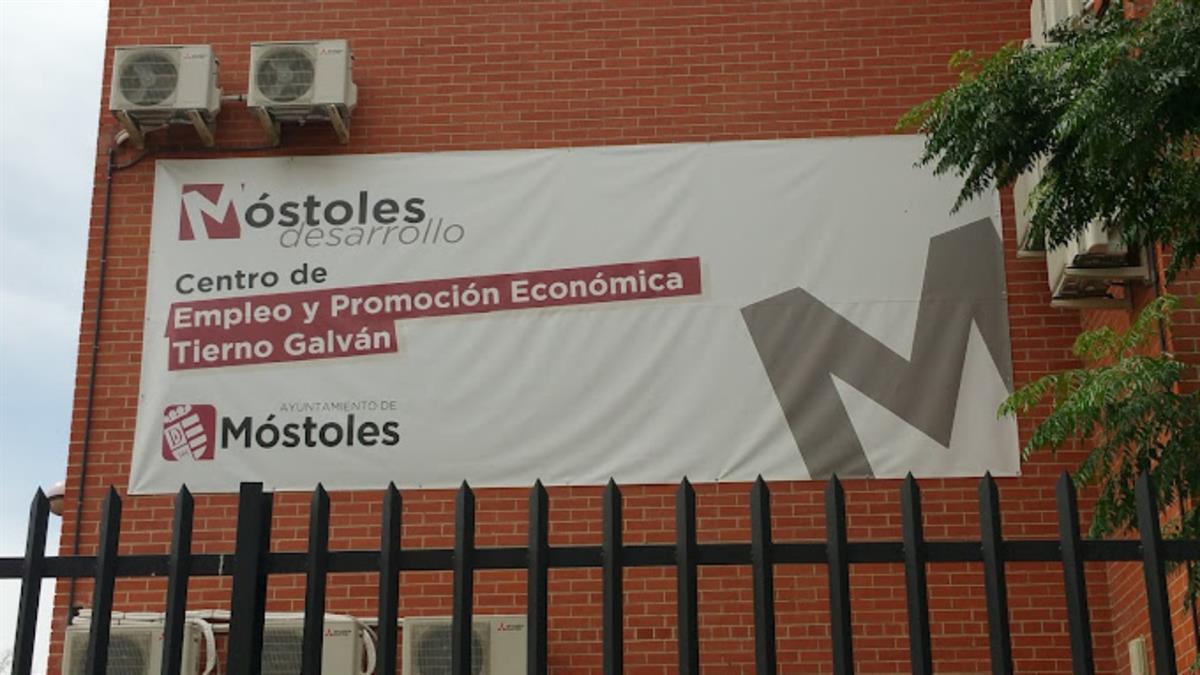 Móstoles
desarrollo
Centro de
Empleo y Promoción Económica
Tierno Galván
AYUNTAMIENTO DE
Móstoles